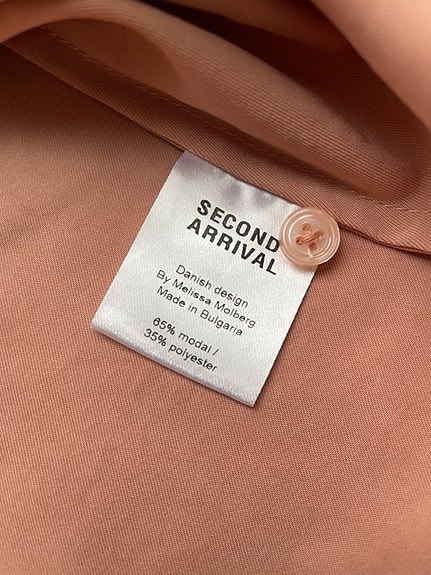 SECOND
ARRIVAL
Danish design
By Melissa Molberg
Made in Bulgaria
65% modal /
35% polyester